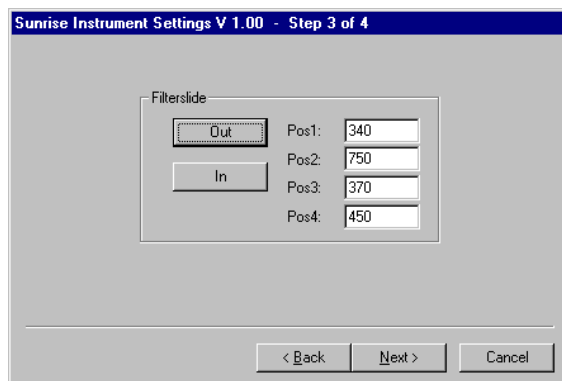 Sunrise Instrument Settings V 1.00 - Step 3 of 4
Filterslide
Out
In
Pos1: 340
Pos2: 750
Pos3: 370
Pos4: 450
< Back
Next >
Cancel